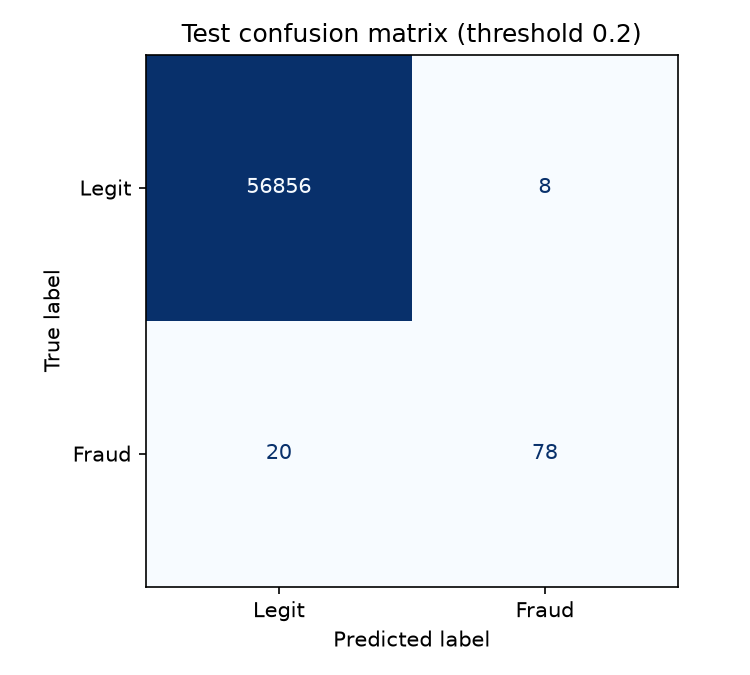 Test confusion matrix (threshold 0.2)
Legit
56856
8
True label
Fraud
20
78
Legit
Fraud
Predicted label